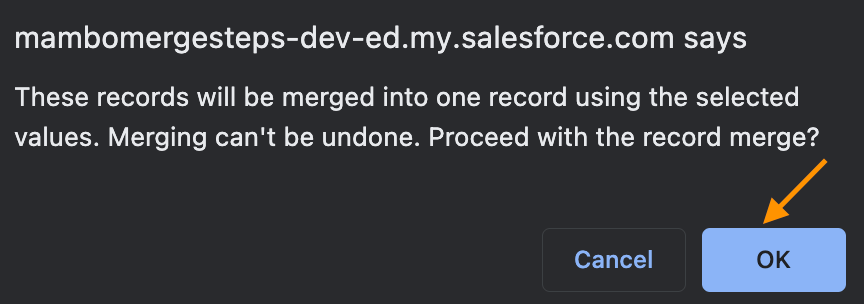 mambomergesteps-dev-ed.my.salesforce.com says
These records will be merged into one record using the selected
values. Merging can't be undone. Proceed with the record merge?
Cancel OK